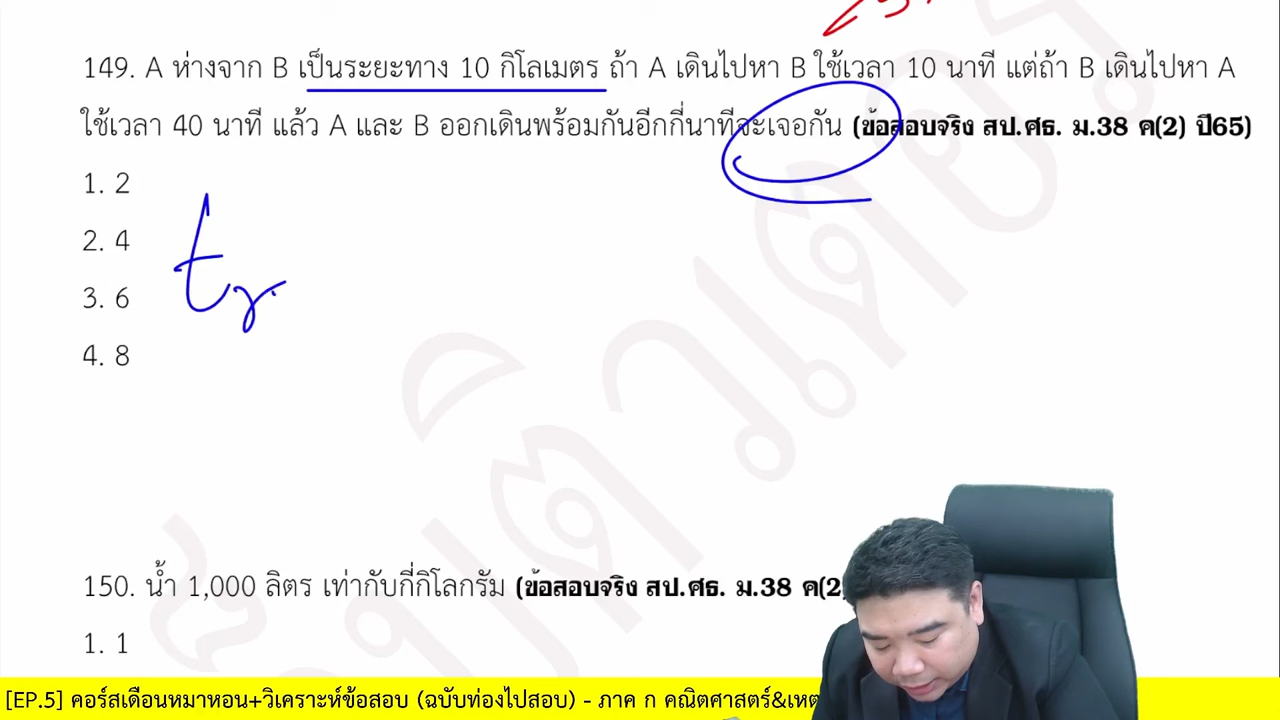 149. A ห่างจาก B เป็นระยะทาง 10 กิโลเมตร ถ้า A เดินไปหา B ใช้เวลา 10 นาที แต่ถ้า B เดินไปหา A
ใช้เวลา 40 นาที แล้ว A และ B ออกเดินพร้อมกันอีกกี่นาทีจะเจอกัน (ข้อสอบจริง สป.ศธ. ม.38 ค(2) ปี65)
1. 2
2. 4
3. 6
4. 8
150. น้ำ 1,000 ลิตร เท่ากับกี่กิโลกรัม (ข้อสอบจริง สป.ศธ. ม.38 ค(2
1. 1
[EP.5] คอร์สเดือนหมาหอน+วิเคราะห์ข้อสอบ (ฉบับท่องไปสอบ) - ภาค ก คณิตศาสตร์&เหต